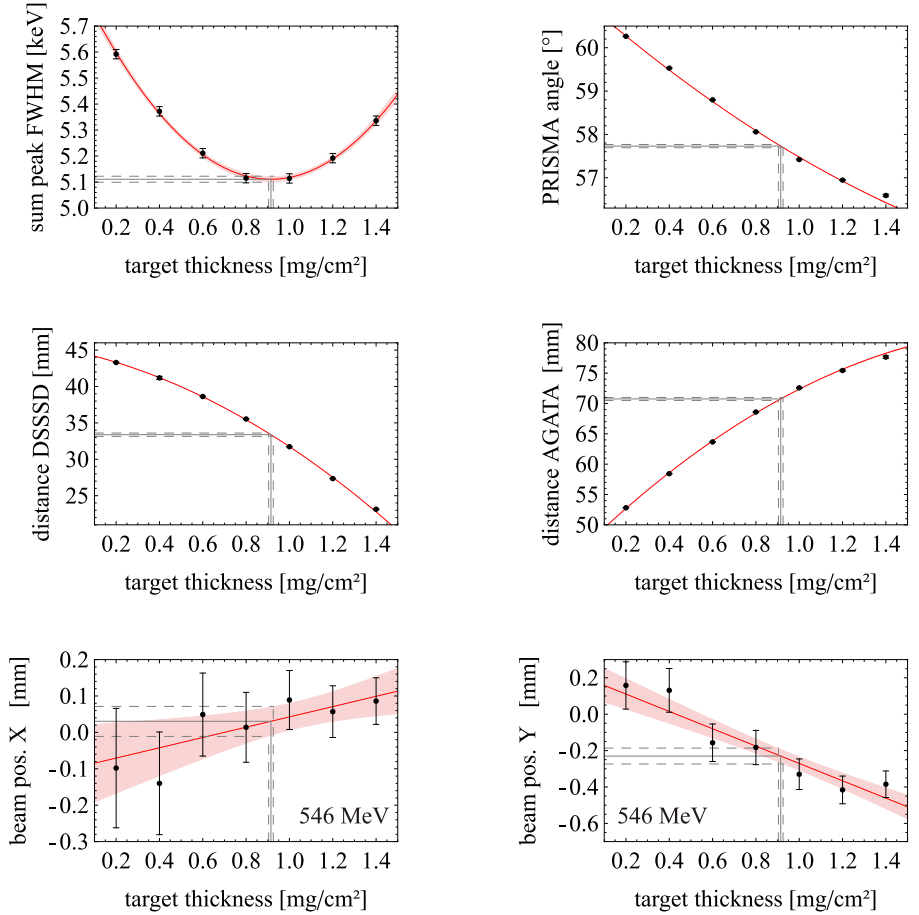 sum peak FWHM [keV]
5.7
5.6
5.5
5.4
5.3
5.2
5.1
5.0
0.2 0.4 0.6 0.8 1.0 1.2 1.4
target thickness [mg/cm²]
PRISMA angle [°]
60
59
58
57
0.2 0.4 0.6 0.8 1.0 1.2 1.4
target thickness [mg/cm²]
distance DSSSD [mm]
45
40
35
30
25
0.2 0.4 0.6 0.8 1.0 1.2 1.4
target thickness [mg/cm²]
distance AGATA [mm]
80
75
70
65
60
55
50
0.2 0.4 0.6 0.8 1.0 1.2 1.4
target thickness [mg/cm²]
beam pos. X [mm]
0.2
0.1
0.0
-0.1
-0.2
-0.3
546 MeV
0.2 0.4 0.6 0.8 1.0 1.2 1.4
target thickness [mg/cm²]
beam pos. Y [mm]
0.2
0.0
-0.2
-0.4
-0.6
546 MeV
0.2 0.4 0.6 0.8 1.0 1.2 1.4
target thickness [mg/cm²]